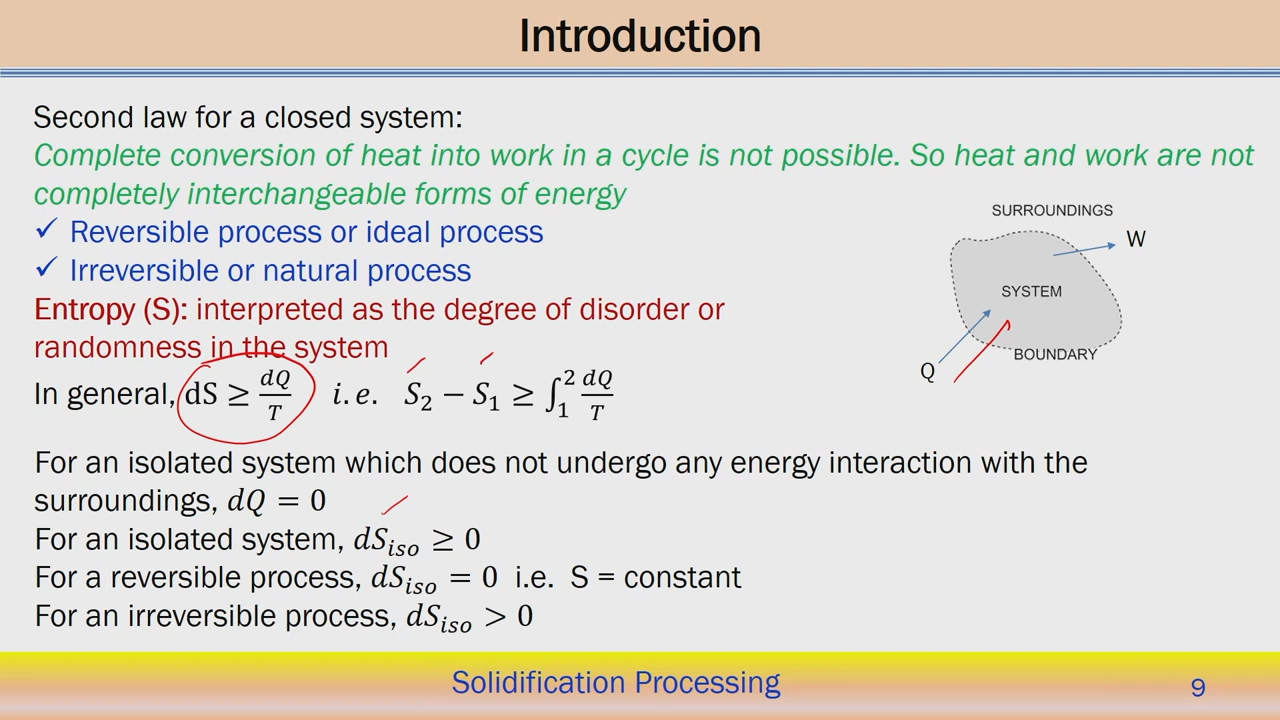 Introduction
Second law for a closed system:
Complete conversion of heat into work in a cycle is not possible. So heat and work are not
completely interchangeable forms of energy
✓ Reversible process or ideal process
✓ Irreversible or natural process
Entropy (S): interpreted as the degree of disorder or
randomness in the system
In general, dS ≥ dQ/T i.e. S₂ − S₁ ≥ ∫₁² dQ/T
SURROUNDINGS
W
SYSTEM
BOUNDARY
Q
For an isolated system which does not undergo any energy interaction with the
surroundings, dQ = 0
For an isolated system, dS_iso ≥ 0
For a reversible process, dS_iso = 0 i.e. S = constant
For an irreversible process, dS_iso > 0
Solidification Processing
9